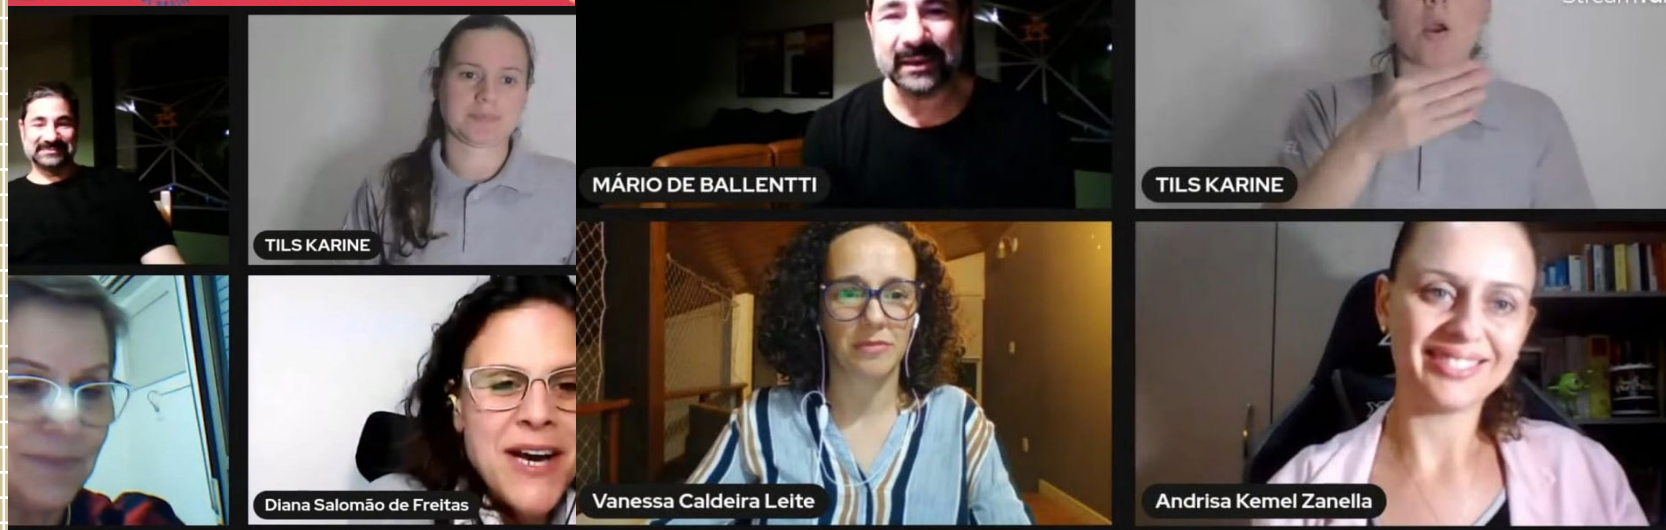 TILS KARINE
Diana Salomão de Freitas
MÁRIO DE BALLENTTI
TILS KARINE
Vanessa Caldeira Leite
Andrisa Kemel Zanella